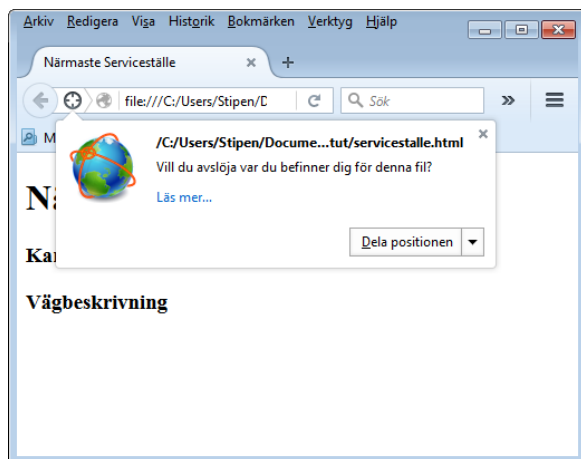 Arkiv Redigera Visa Historik Bokmärken Verktyg Hjälp
Närmaste Serviceställe
file:///C:/Users/Stipen/D
Sök
M
/C:/Users/Stipen/Docume...tut/servicestalle.html
Vill du avslöja var du befinner dig för denna fil?
Läs mer...
Dela positionen
Nä
Kar
Vägbeskrivning